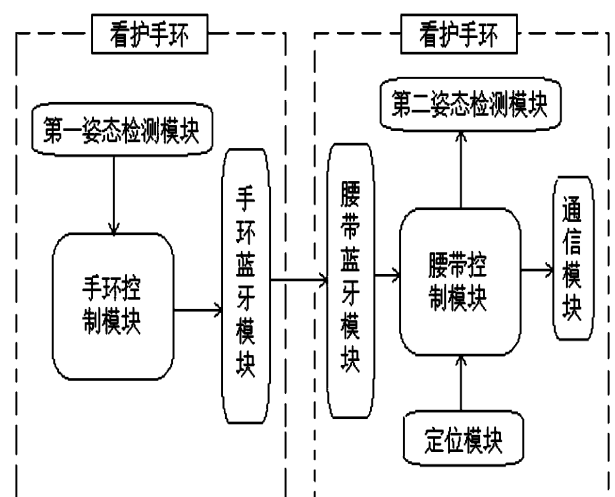 看护手环
看护手环
第一姿态检测模块
第二姿态检测模块
手环控
制模块
手环蓝牙模块
腰带蓝牙模块
腰带控
制模块
通信模块
定位模块